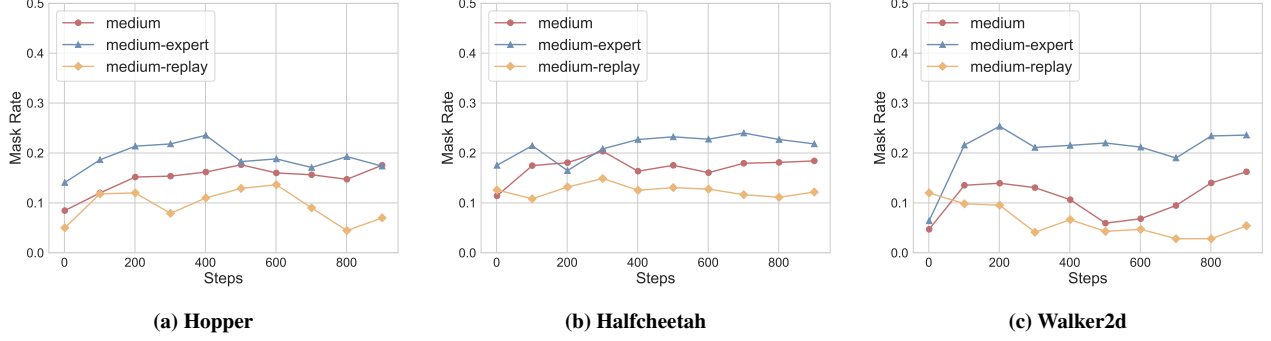 0.5
0.4
0.3
0.2
0.1
0.0
Mask Rate
medium
medium-expert
medium-replay
0 200 400 600 800
Steps
(a) Hopper
0.5
0.4
0.3
0.2
0.1
0.0
Mask Rate
medium
medium-expert
medium-replay
0 200 400 600 800
Steps
(b) Halfcheetah
0.5
0.4
0.3
0.2
0.1
0.0
Mask Rate
medium
medium-expert
medium-replay
0 200 400 600 800
Steps
(c) Walker2d